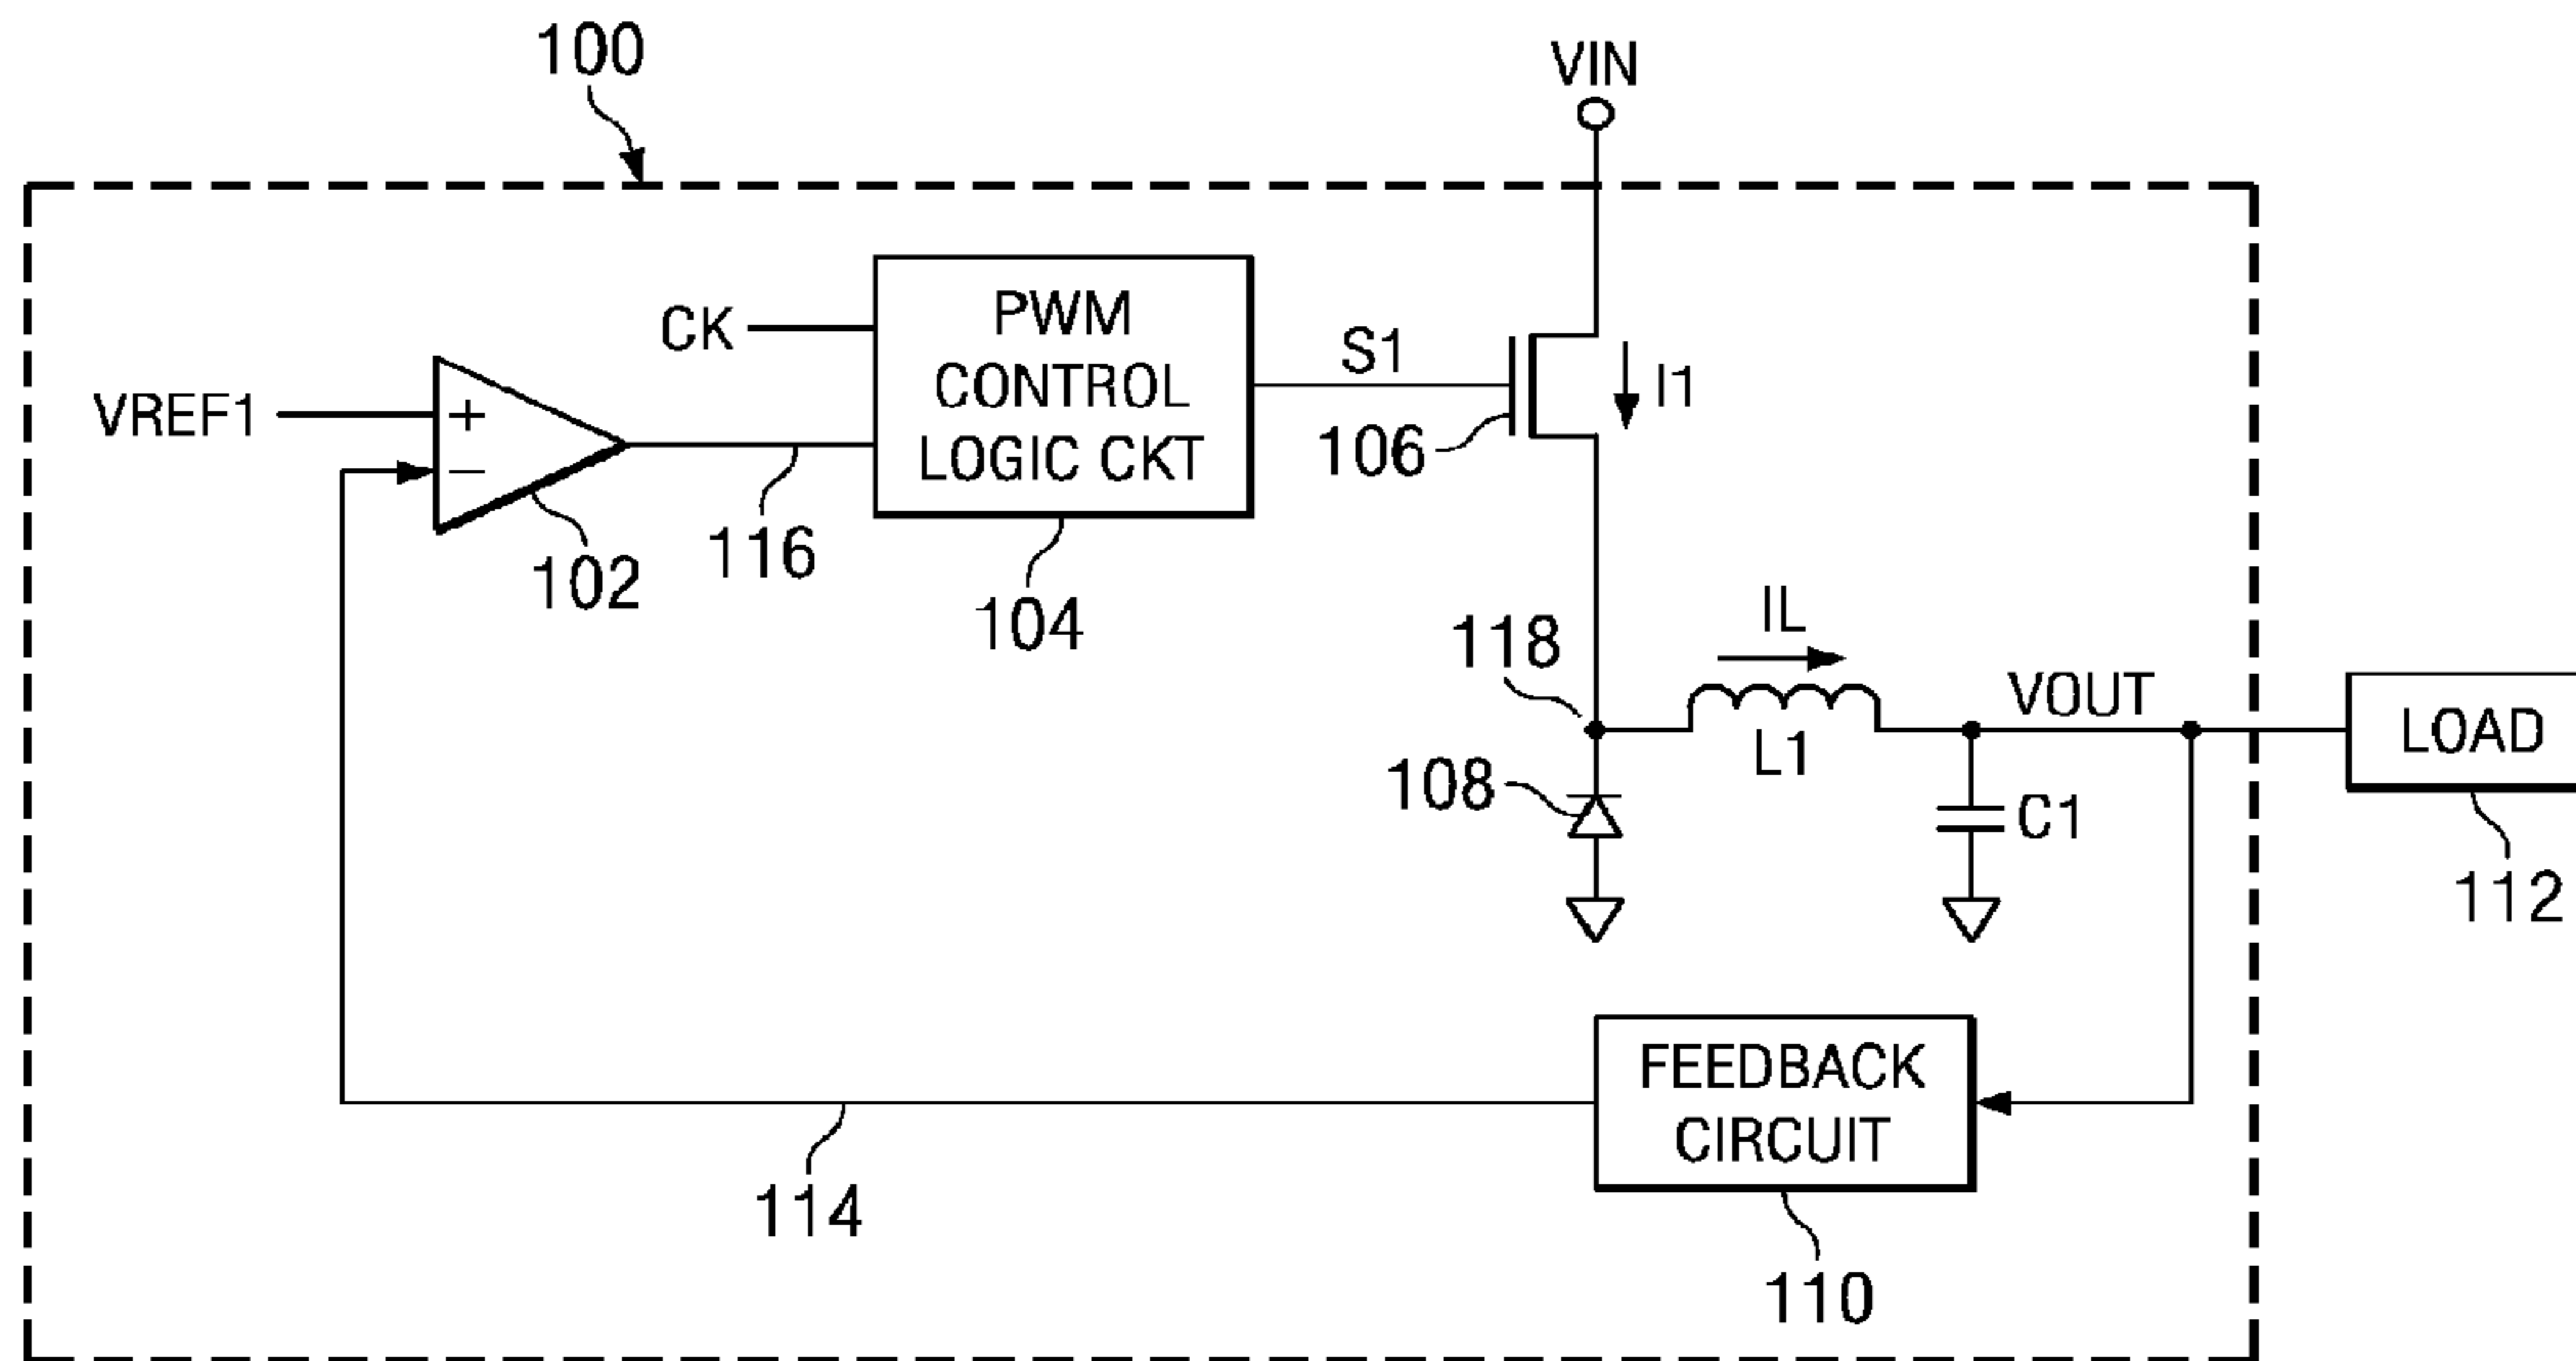 100
VIN
CK
PWM
CONTROL
LOGIC CKT
S1
I1
VREF1
+
−
106
102
116
104
118
IL
L1
VOUT
LOAD
108
C1
112
FEEDBACK
CIRCUIT
114
110